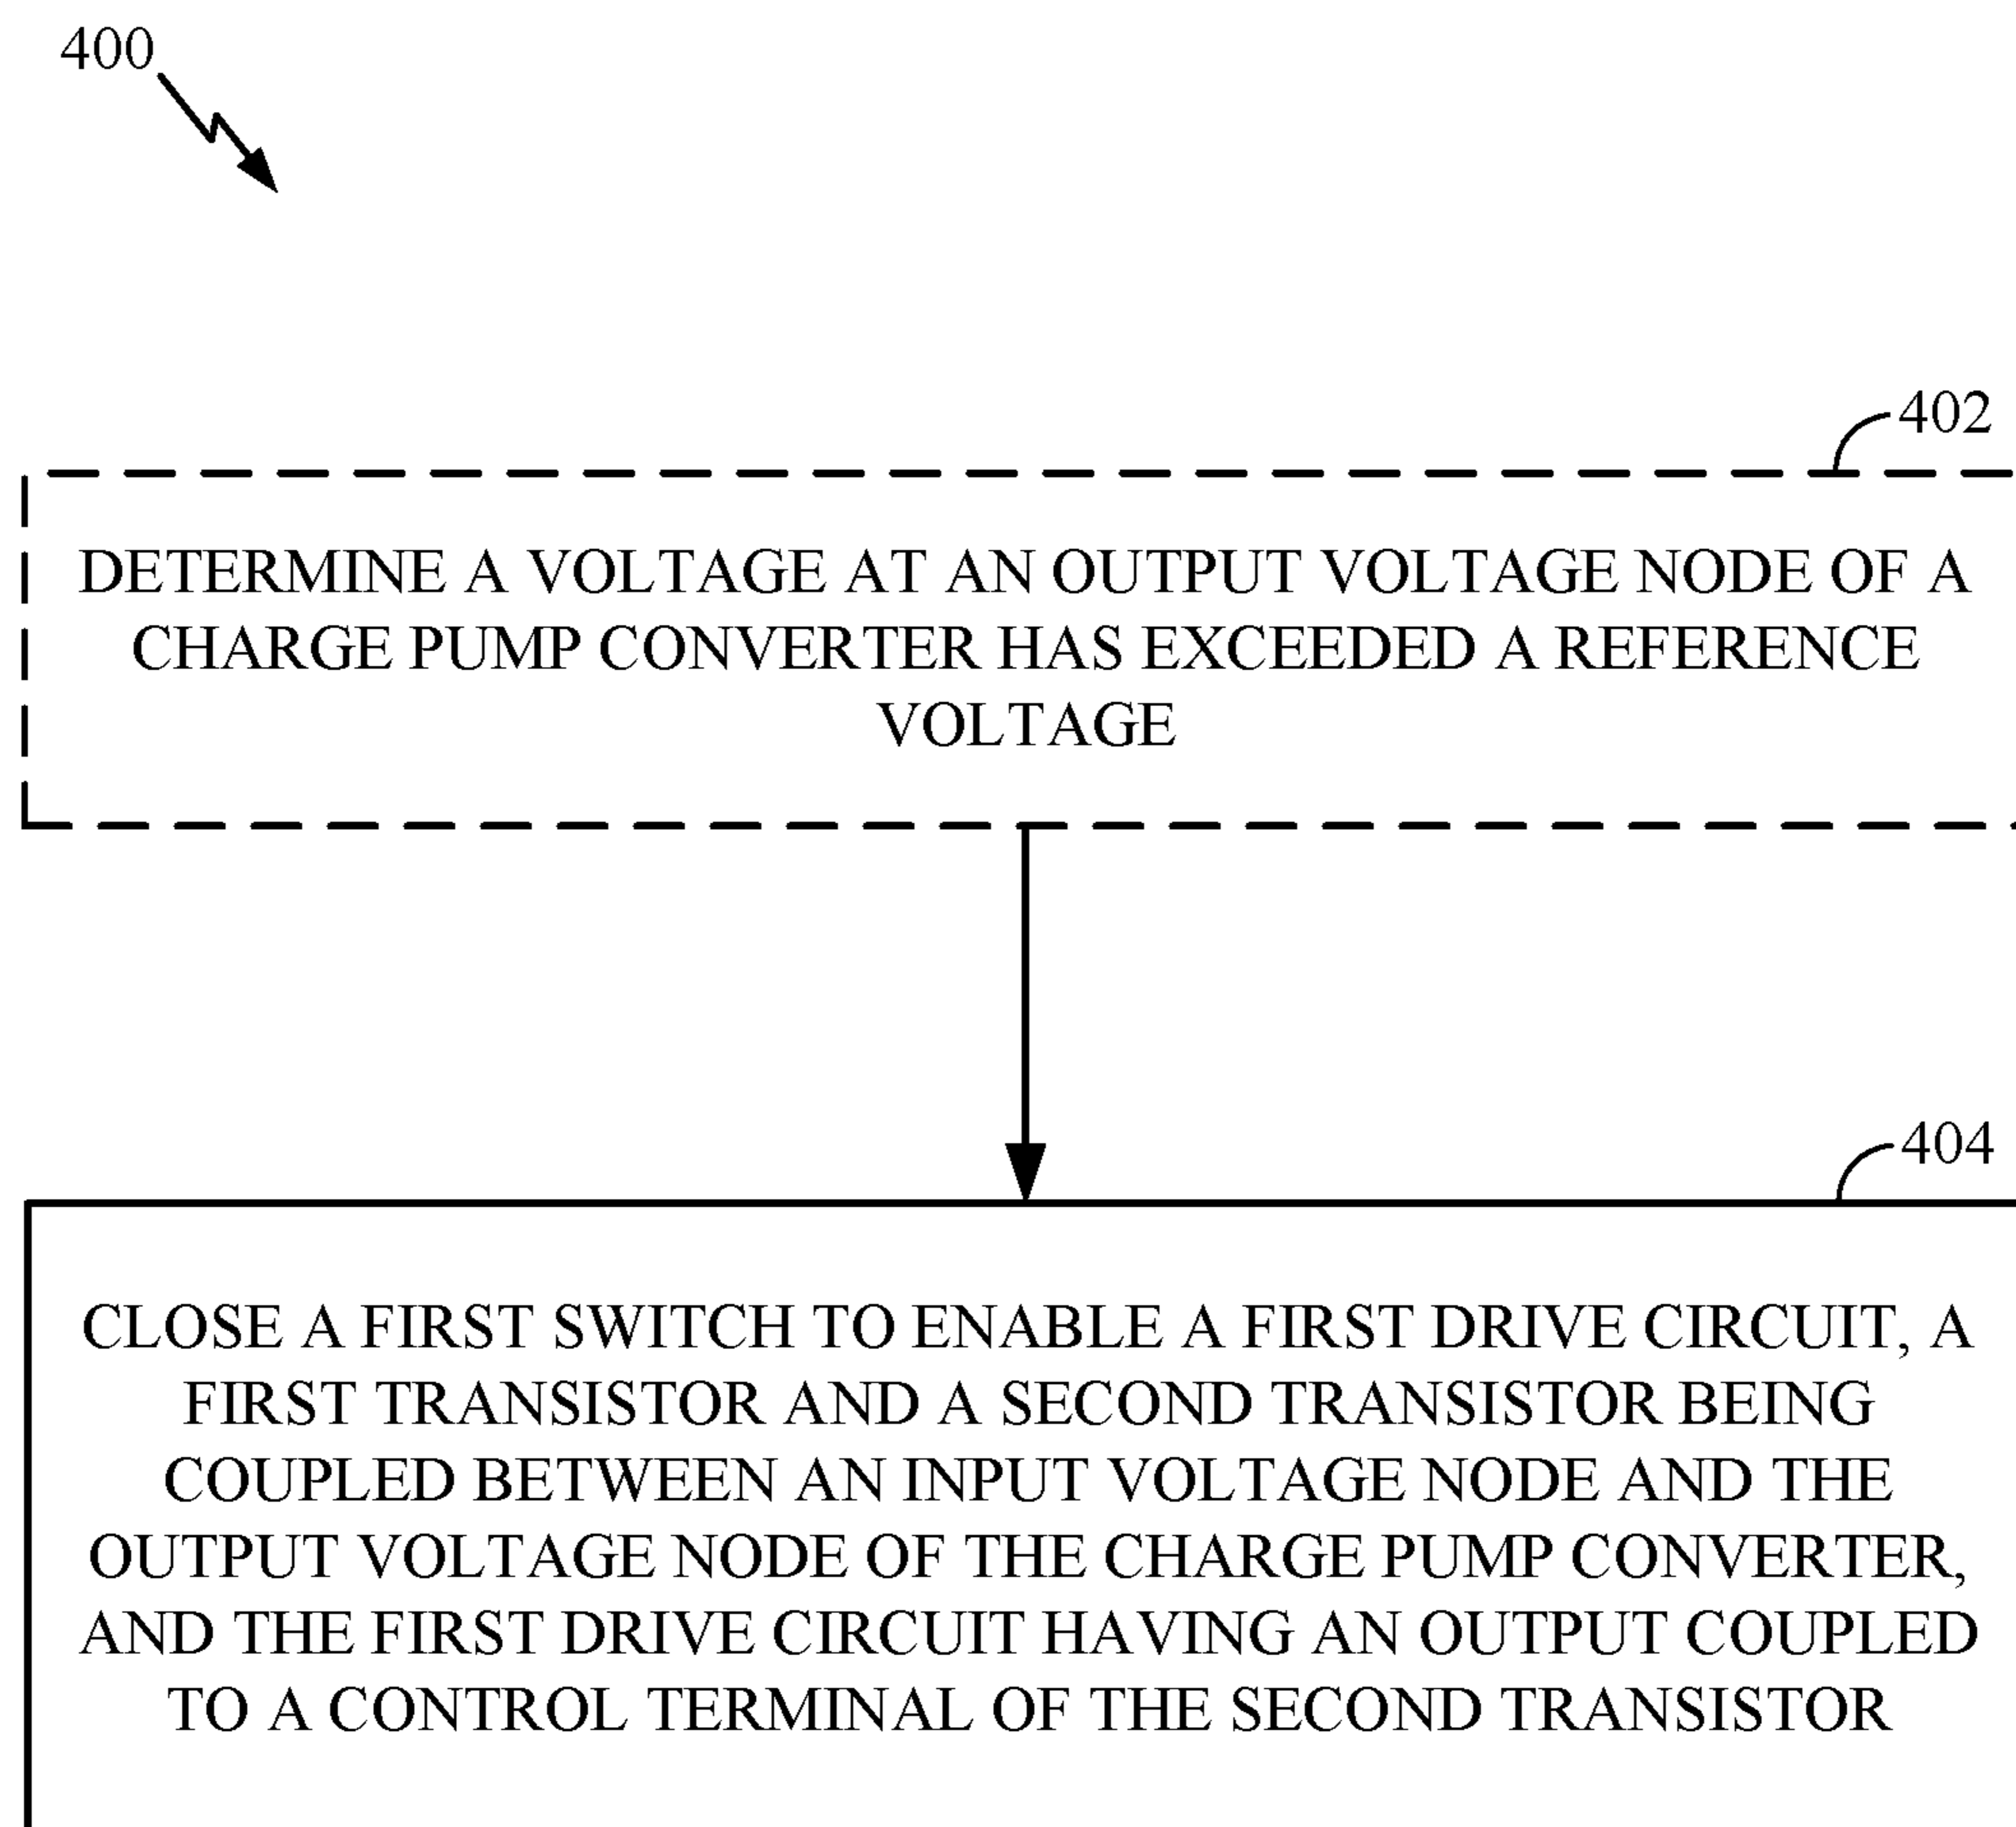 400
402
DETERMINE A VOLTAGE AT AN OUTPUT VOLTAGE NODE OF A
CHARGE PUMP CONVERTER HAS EXCEEDED A REFERENCE
VOLTAGE
404
CLOSE A FIRST SWITCH TO ENABLE A FIRST DRIVE CIRCUIT, A
FIRST TRANSISTOR AND A SECOND TRANSISTOR BEING
COUPLED BETWEEN AN INPUT VOLTAGE NODE AND THE
OUTPUT VOLTAGE NODE OF THE CHARGE PUMP CONVERTER,
AND THE FIRST DRIVE CIRCUIT HAVING AN OUTPUT COUPLED
TO A CONTROL TERMINAL OF THE SECOND TRANSISTOR